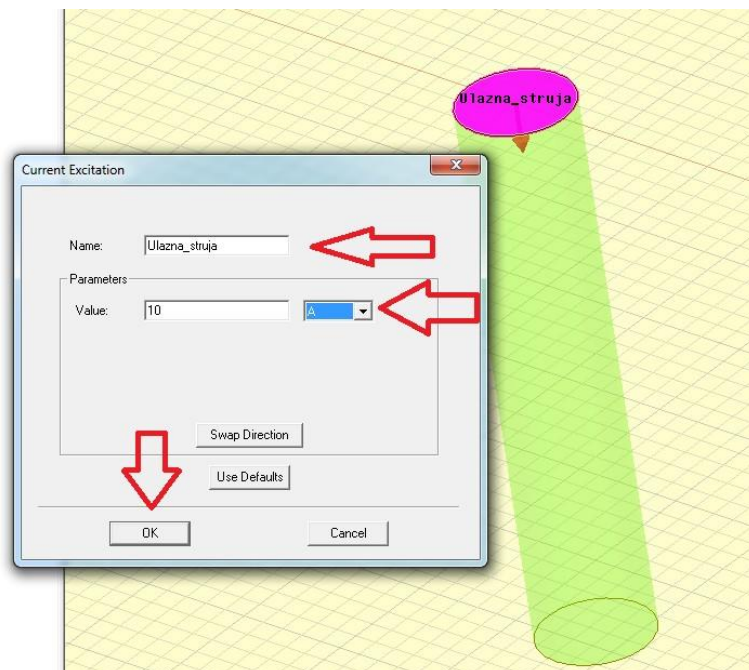 Ulazna_struja
Current Excitation
Name: Ulazna_struja
Parameters
Value: 10 A
Swap Direction
Use Defaults
OK Cancel